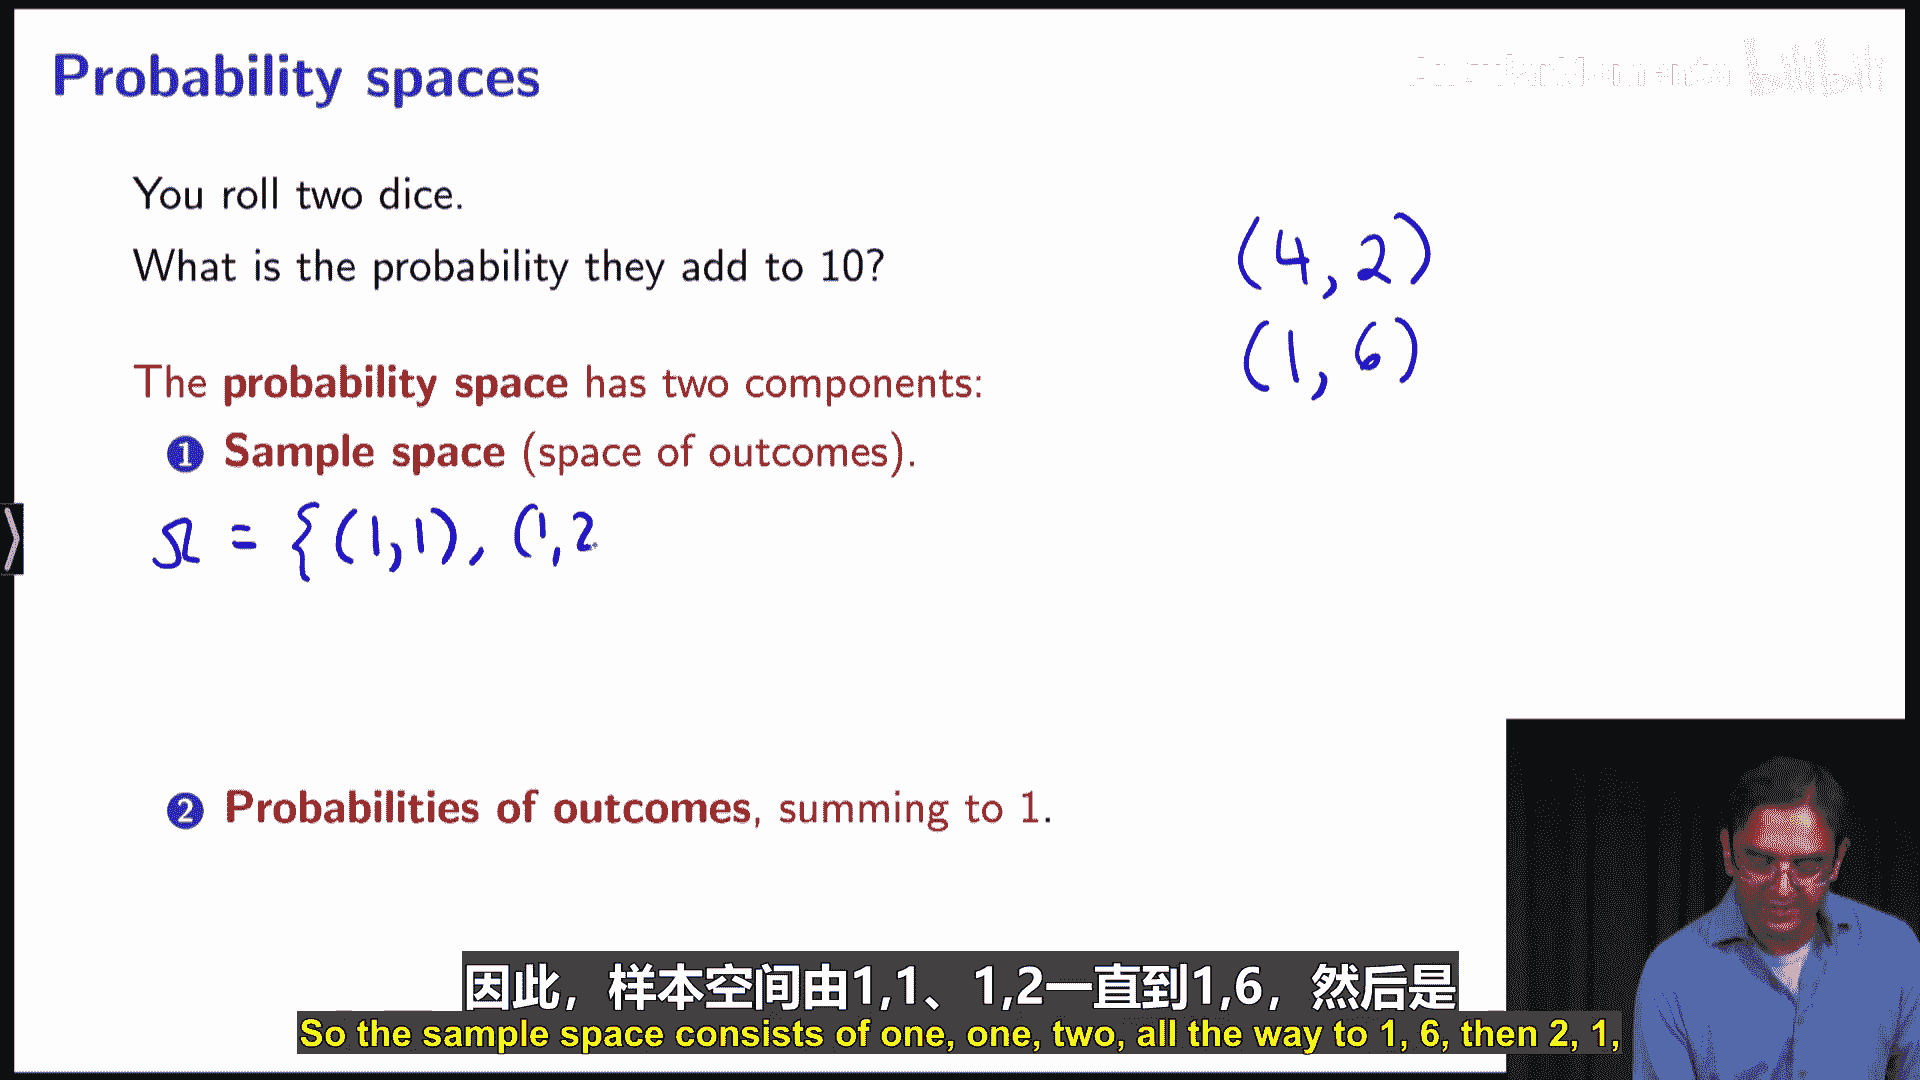 Probability spaces
bilibili
You roll two dice.
What is the probability they add to 10?
(4,2)
(1,6)
The probability space has two components:
1 Sample space (space of outcomes).
Ω = {(1,1), (1,2
2 Probabilities of outcomes, summing to 1.
因此，样本空间由1,1、1,2一直到1,6，然后是
So the sample space consists of one, one, two, all the way to 1, 6, then 2, 1,